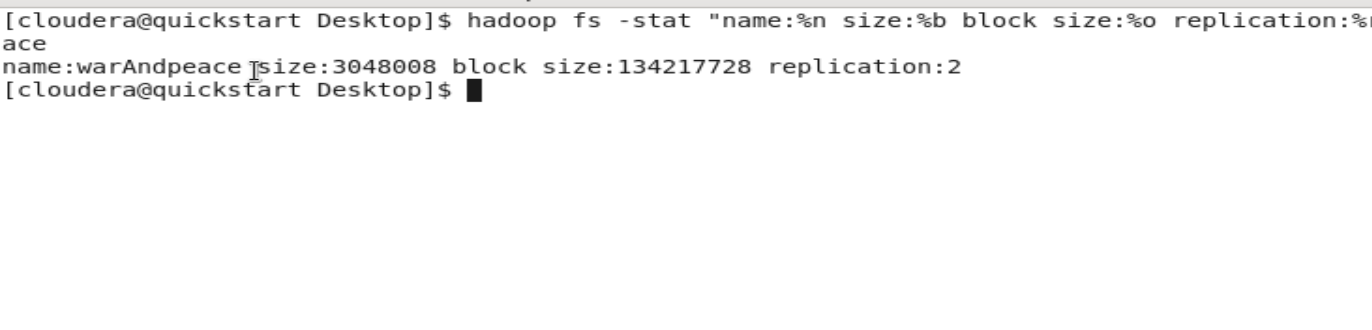 [cloudera@quickstart Desktop]$ hadoop fs -stat "name:%n size:%b block size:%o replication:%r
ace
name:warAndpeace size:3048008 block size:134217728 replication:2
[cloudera@quickstart Desktop]$